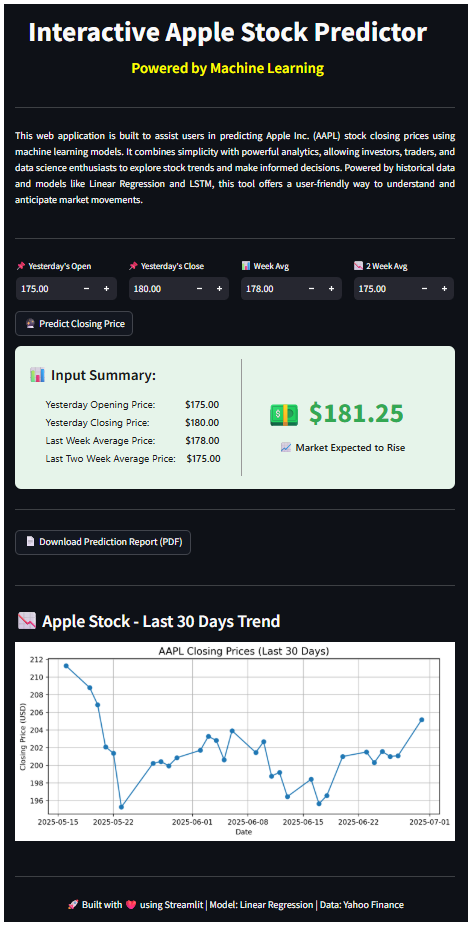 Interactive Apple Stock Predictor
Powered by Machine Learning
This web application is built to assist users in predicting Apple Inc. (AAPL) stock closing prices using
machine learning models. It combines simplicity with powerful analytics, allowing investors, traders, and
data science enthusiasts to explore stock trends and make informed decisions. Powered by historical data
and models like Linear Regression and LSTM, this tool offers a user-friendly way to understand and
anticipate market movements.
📌 Yesterday's Open 📌 Yesterday's Close 📊 Week Avg 📉 2 Week Avg
175.00 − + 180.00 − + 178.00 − + 175.00 − +
🔮 Predict Closing Price
📊 Input Summary:
Yesterday Opening Price: $175.00
Yesterday Closing Price: $180.00
Last Week Average Price: $178.00
Last Two Week Average Price: $175.00
💵 $181.25
📈 Market Expected to Rise
📄 Download Prediction Report (PDF)
📉 Apple Stock - Last 30 Days Trend
AAPL Closing Prices (Last 30 Days)
Closing Price (USD)
212
210
208
206
204
202
200
198
196
2025-05-15 2025-05-22 2025-06-01 2025-06-08 2025-06-15 2025-06-22 2025-07-01
Date
🚀 Built with ❤️ using Streamlit | Model: Linear Regression | Data: Yahoo Finance